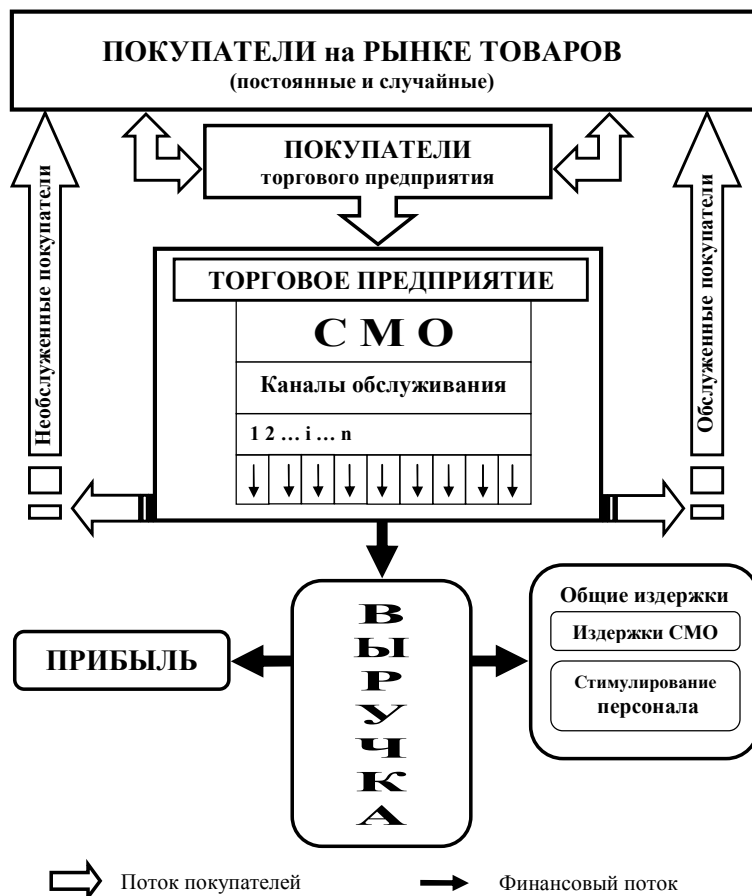 ПОКУПАТЕЛИ на РЫНКЕ ТОВАРОВ
(постоянные и случайные)
ПОКУПАТЕЛИ
торгового предприятия
Необслуженные покупатели
Обслуженные покупатели
ТОРГОВОЕ ПРЕДПРИЯТИЕ
С М О
Каналы обслуживания
1 2 … i … n
ВЫРУЧКА
ПРИБЫЛЬ
Общие издержки
Издержки СМО
Стимулирование
персонала
Поток покупателей
Финансовый поток